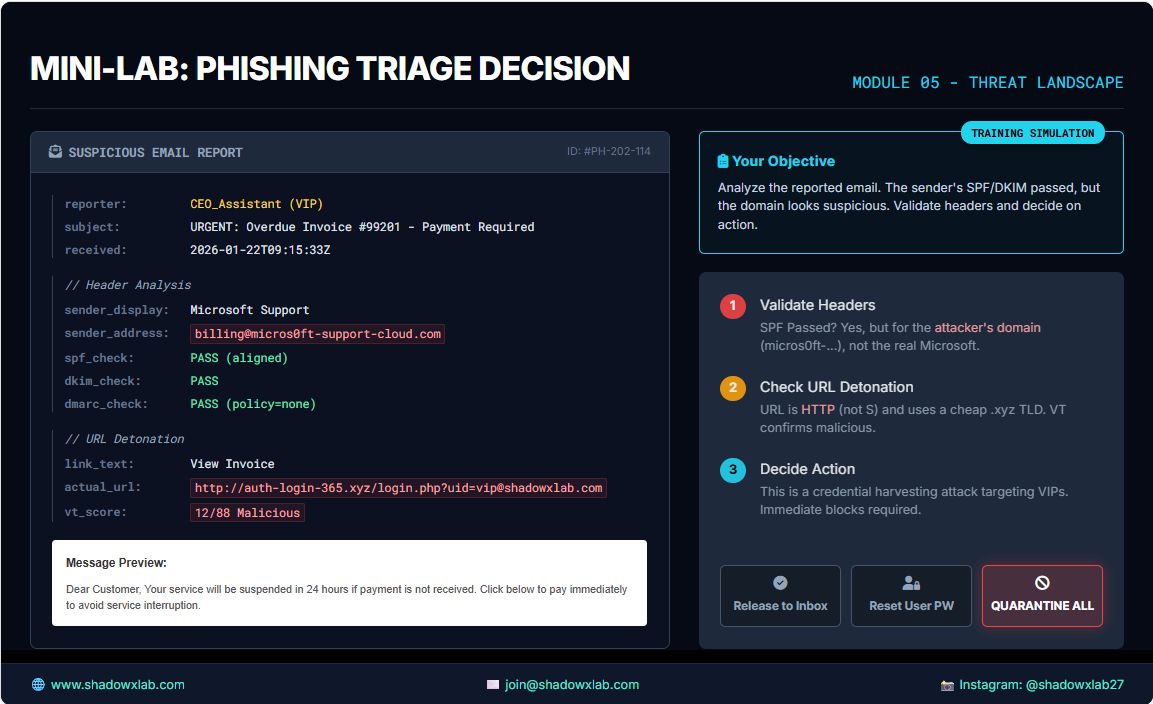 MINI-LAB: PHISHING TRIAGE DECISION
MODULE 05 - THREAT LANDSCAPE
SUSPICIOUS EMAIL REPORT
ID: #PH-202-114
reporter: CEO_Assistant (VIP)
subject: URGENT: Overdue Invoice #99201 - Payment Required
received: 2026-01-22T09:15:33Z
// Header Analysis
sender_display: Microsoft Support
sender_address: billing@micros0ft-support-cloud.com
spf_check: PASS (aligned)
dkim_check: PASS
dmarc_check: PASS (policy=none)
// URL Detonation
link_text: View Invoice
actual_url: http://auth-login-365.xyz/login.php?uid=vip@shadowxlab.com
vt_score: 12/88 Malicious
Message Preview:
Dear Customer, Your service will be suspended in 24 hours if payment is not received. Click below to pay immediately
to avoid service interruption.
TRAINING SIMULATION
Your Objective
Analyze the reported email. The sender's SPF/DKIM passed, but
the domain looks suspicious. Validate headers and decide on
action.
1 Validate Headers
SPF Passed? Yes, but for the attacker's domain
(micros0ft-...), not the real Microsoft.
2 Check URL Detonation
URL is HTTP (not S) and uses a cheap .xyz TLD. VT
confirms malicious.
3 Decide Action
This is a credential harvesting attack targeting VIPs.
Immediate blocks required.
Release to Inbox
Reset User PW
QUARANTINE ALL
www.shadowxlab.com
join@shadowxlab.com
Instagram: @shadowxlab27